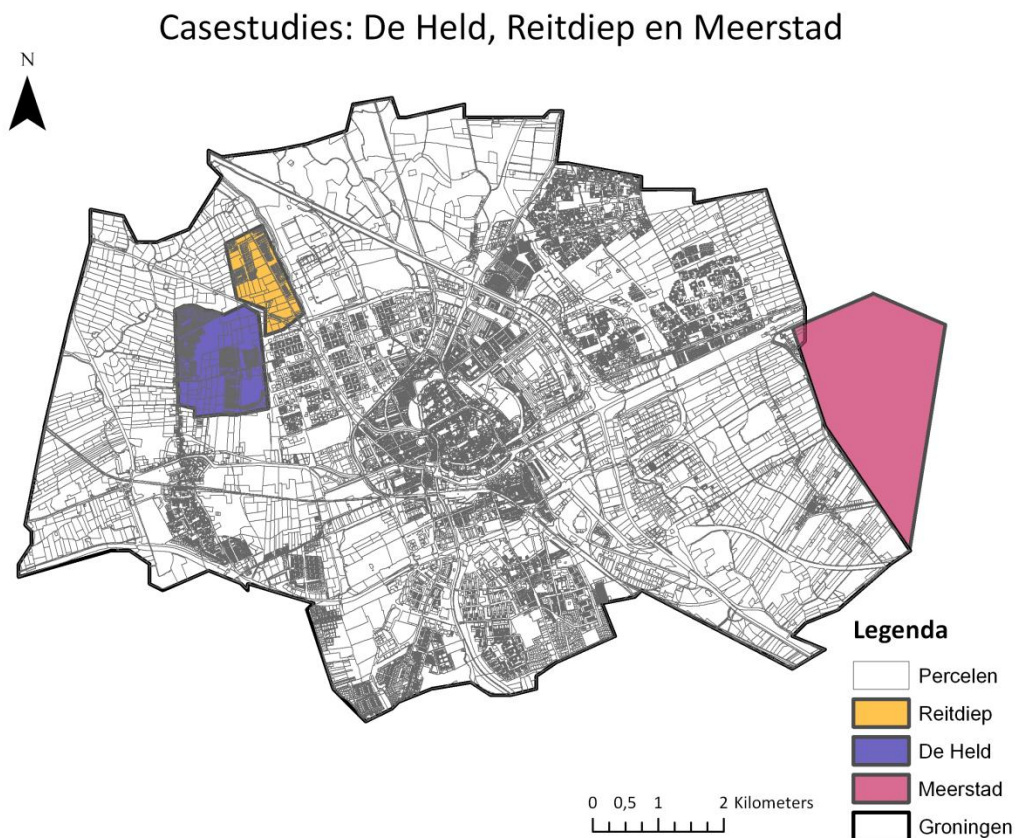 Casestudies: De Held, Reitdiep en Meerstad
N
Legenda
Percelen
Reitdiep
De Held
Meerstad
Groningen
0 0,5 1 2 Kilometers